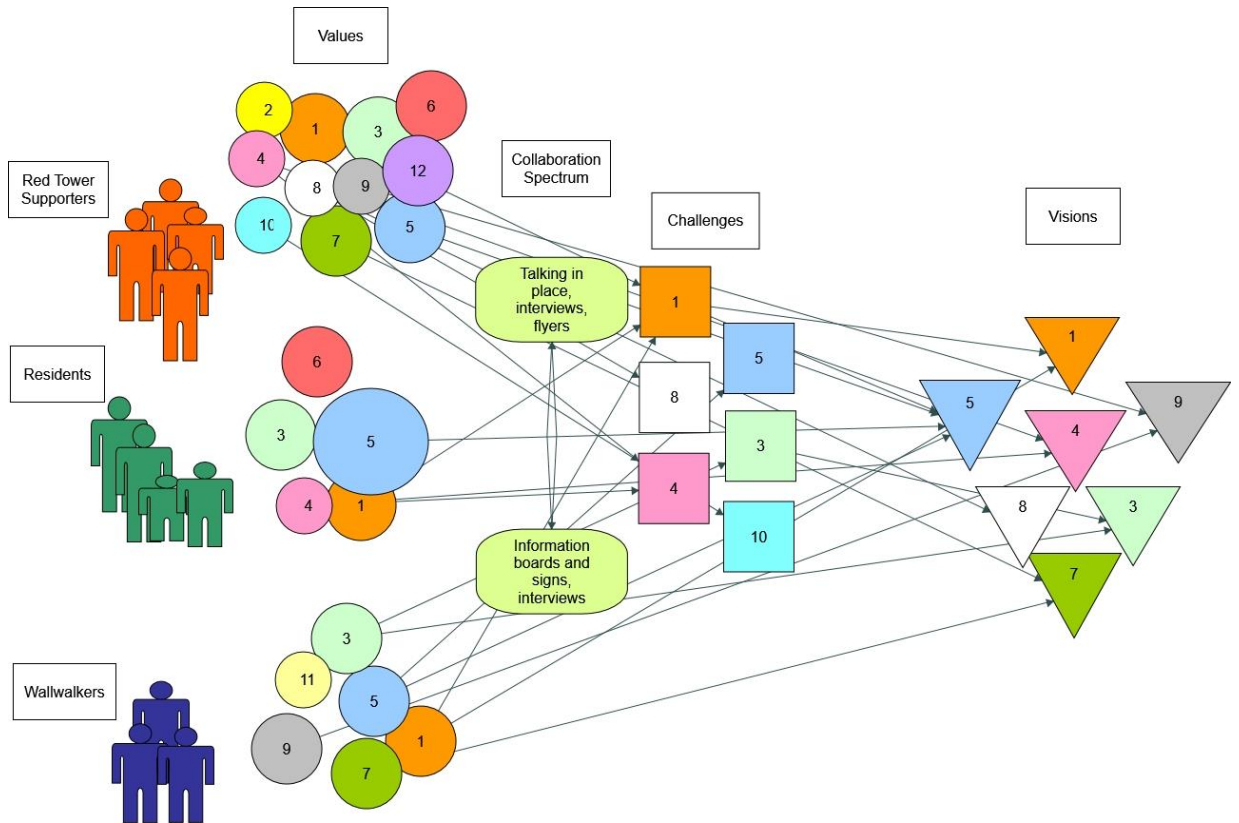 Values
2
1
3
6
4
8
9
12
10
7
5
Red Tower
Supporters
Collaboration
Spectrum
Challenges
Visions
Talking in
place,
interviews,
flyers
1
5
8
3
4
10
Residents
6
3
5
4
1
1
5
9
4
8
3
7
Information
boards and
signs,
interviews
Wallwalkers
3
11
5
9
1
7